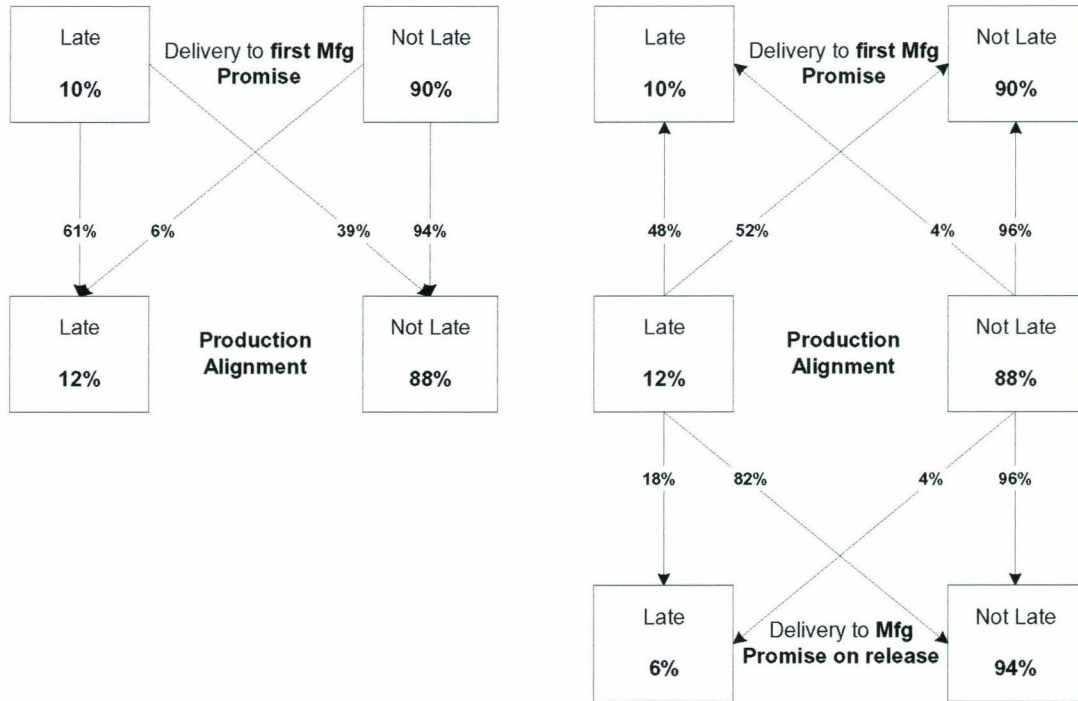 Late
10%
Delivery to first Mfg
Promise
Not Late
90%
61%
6%
39%
94%
Late
12%
Production
Alignment
Not Late
88%
Late
10%
Delivery to first Mfg
Promise
Not Late
90%
48%
52%
4%
96%
Late
12%
Production
Alignment
Not Late
88%
18%
82%
4%
96%
Late
6%
Delivery to Mfg
Promise on release
Not Late
94%